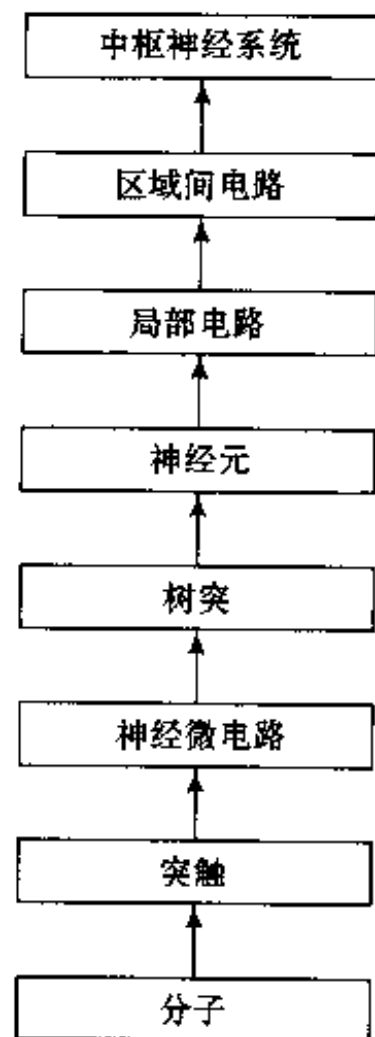 中枢神经系统
区域间电路
局部电路
神经元
树突
神经微电路
突触
分子